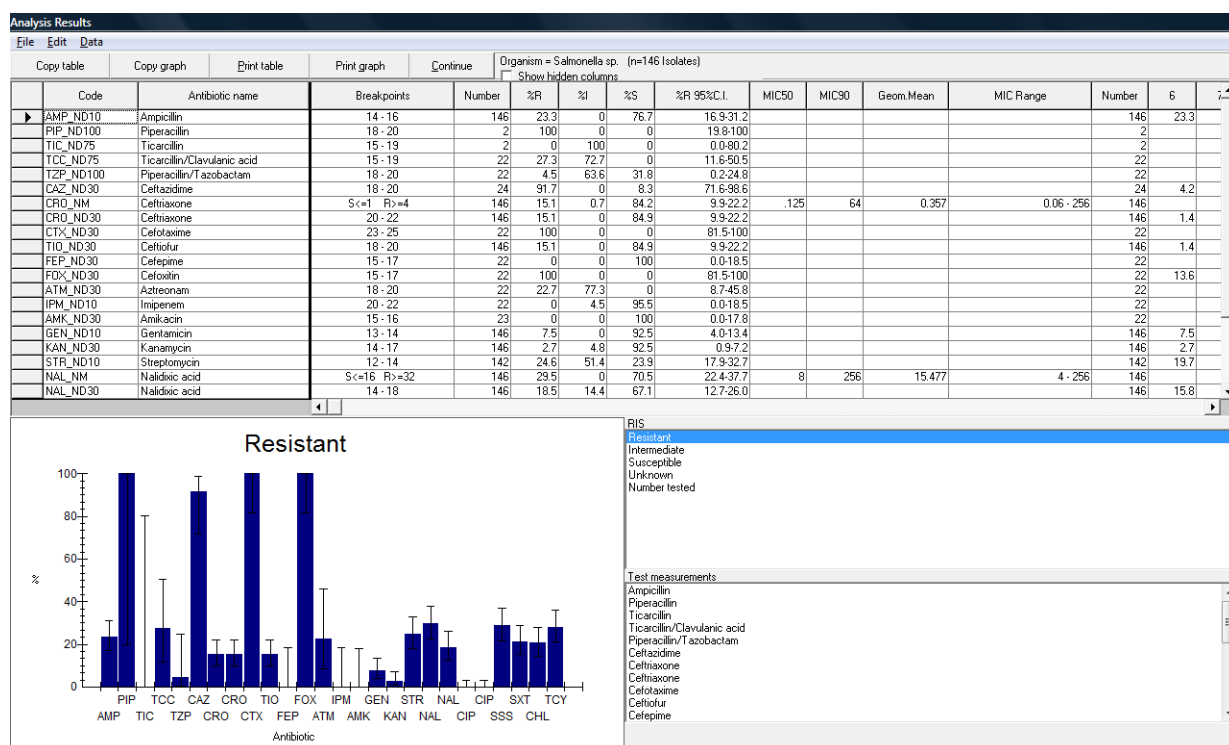 Analysis Results
File Edit Data
Copy table Copy graph Print table Print graph Continue Organism = Salmonella sp. (n=146 Isolates)
Show hidden columns
Code Antibiotic name Breakpoints Number %R %I %S %R 95%C.I. MIC50 MIC90 Geom.Mean MIC Range Number 6 7
AMP_ND10 Ampicillin 14 - 16 146 23.3 0 76.7 16.9-31.2 146 23.3
PIP_ND100 Piperacillin 18 - 20 2 100 0 0 19.8-100 2
TIC_ND75 Ticarcillin 15 - 19 2 0 100 0 0.0-80.2 2
TCC_ND75 Ticarcillin/Clavulanic acid 15 - 19 22 27.3 72.7 0 11.6-50.5 22
TZP_ND100 Piperacillin/Tazobactam 18 - 20 22 4.5 63.6 31.8 0.2-24.8 22
CAZ_ND30 Ceftazidime 18 - 20 24 91.7 0 8.3 71.6-98.6 24 4.2
CRO_NM Ceftriaxone S<=1 R>=4 146 15.1 0.7 84.2 9.9-22.2 .125 64 0.357 0.06 - 256 146
CRO_ND30 Ceftriaxone 20 - 22 146 15.1 0 84.9 9.9-22.2 146 1.4
CTX_ND30 Cefotaxime 23 - 25 22 100 0 0 81.5-100 22
TIO_ND30 Ceftiofur 18 - 20 146 15.1 0 84.9 9.9-22.2 146 1.4
FEP_ND30 Cefepime 15 - 17 22 0 0 100 0.0-18.5 22
FOX_ND30 Cefoxitin 15 - 17 22 100 0 0 81.5-100 22 13.6
ATM_ND30 Aztreonam 18 - 20 22 22.7 77.3 0 8.7-45.8 22
IPM_ND10 Imipenem 20 - 22 22 0 4.5 95.5 0.0-18.5 22
AMK_ND30 Amikacin 15 - 16 23 0 0 100 0.0-17.8 22
GEN_ND10 Gentamicin 13 - 14 146 7.5 0 92.5 4.0-13.4 146 7.5
KAN_ND30 Kanamycin 14 - 17 146 2.7 4.8 92.5 0.9-7.2 146 2.7
STR_ND10 Streptomycin 12 - 14 142 24.6 51.4 23.9 17.9-32.7 142 19.7
NAL_NM Nalidixic acid S<=16 R>=32 146 29.5 0 70.5 22.4-37.7 8 256 15.477 4 - 256 146
NAL_ND30 Nalidixic acid 14 - 18 146 18.5 14.4 67.1 12.7-26.0 146 15.8
Resistant
100
80
60
%
40
20
0
PIP TCC CAZ CRO TIO FOX IPM GEN STR NAL CIP SXT TCY
AMP TIC TZP CRO CTX FEP ATM AMK KAN NAL CIP SSS CHL
Antibiotic
RIS
Resistant
Intermediate
Susceptible
Unknown
Number tested
Test measurements
Ampicillin
Piperacillin
Ticarcillin
Ticarcillin/Clavulanic acid
Piperacillin/Tazobactam
Ceftazidime
Ceftriaxone
Ceftriaxone
Cefotaxime
Ceftiofur
Cefepime